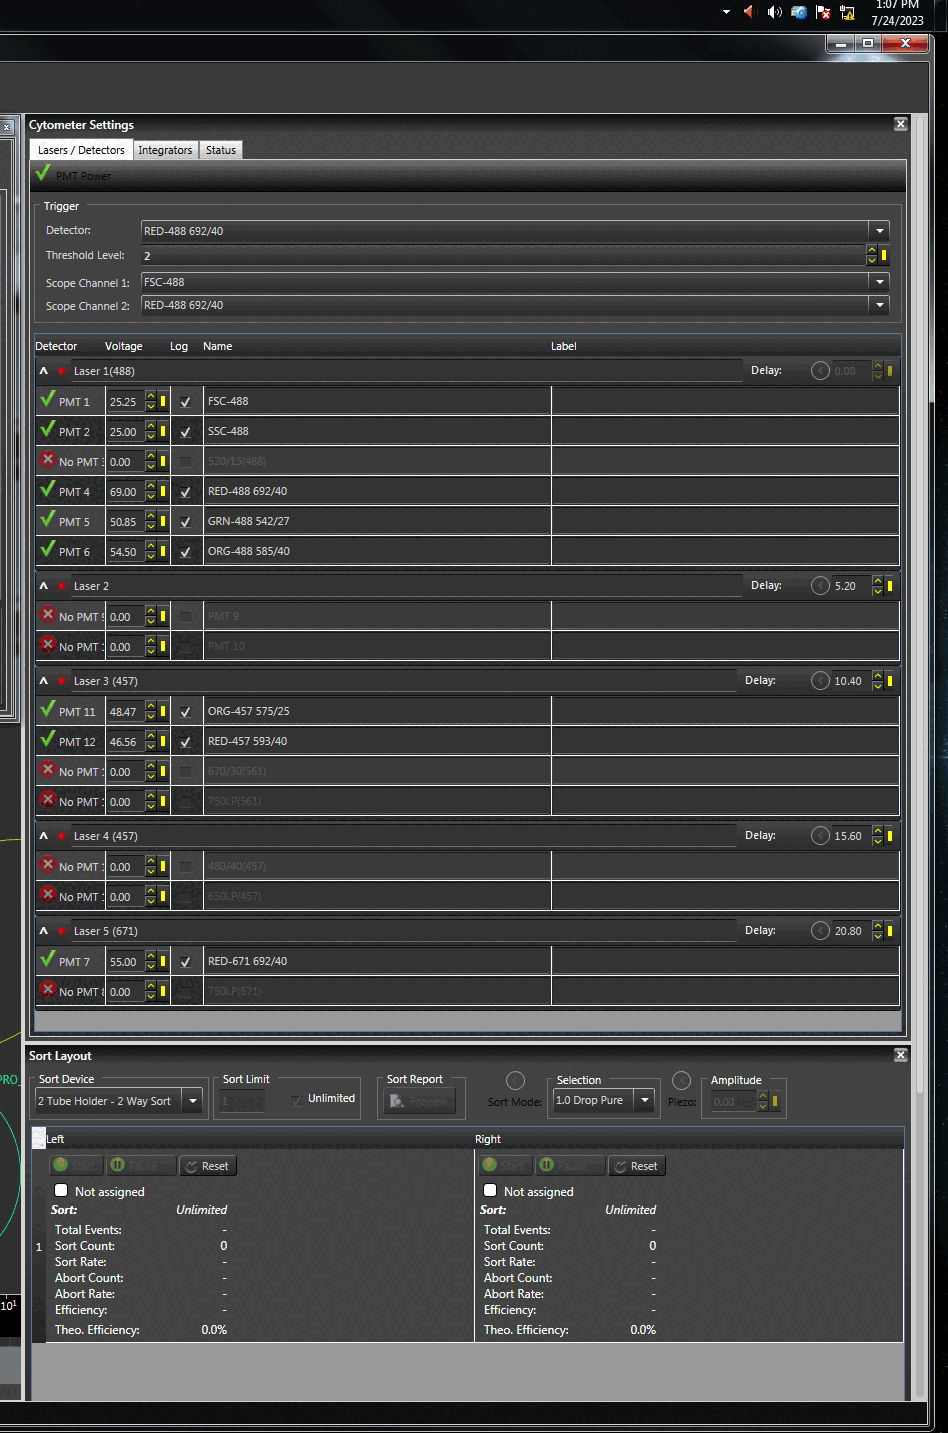 1:07 PM
7/24/2023
Cytometer Settings
Lasers / Detectors Integrators Status
PMT Power
Trigger
Detector: RED-488 692/40
Threshold Level: 2
Scope Channel 1: FSC-488
Scope Channel 2: RED-488 692/40
Detector Voltage Log Name Label
Laser 1(488) Delay: 0.00
PMT 1 25.25 FSC-488
PMT 2 25.00 SSC-488
No PMT 3 0.00 520/15(488)
PMT 4 69.00 RED-488 692/40
PMT 5 50.85 GRN-488 542/27
PMT 6 54.50 ORG-488 585/40
Laser 2 Delay: 5.20
No PMT 9 0.00 PMT 9
No PMT 1 0.00 PMT 10
Laser 3 (457) Delay: 10.40
PMT 11 48.47 ORG-457 575/25
PMT 12 46.56 RED-457 593/40
No PMT 1 0.00 670/30(561)
No PMT 1 0.00 750LP(561)
Laser 4 (457) Delay: 15.60
No PMT 1 0.00 480/40(457)
No PMT 1 0.00 650LP(457)
Laser 5 (671) Delay: 20.80
PMT 7 55.00 RED-671 692/40
No PMT 8 0.00 750LP(671)
Sort Layout
PRO_
Sort Device Sort Limit Sort Report Selection Amplitude
2 Tube Holder - 2 Way Sort 1 Unlimited Preview Sort Mode: 1.0 Drop Pure Piezo: 0.00
Left Right
Start Pause Reset Start Pause Reset
Not assigned Not assigned
Sort: Unlimited Sort: Unlimited
Total Events: - Total Events: -
1 Sort Count: 0 Sort Count: 0
Sort Rate: - Sort Rate: -
Abort Count: - Abort Count: -
Abort Rate: - Abort Rate: -
10¹ Efficiency: - Efficiency: -
Theo. Efficiency: 0.0% Theo. Efficiency: 0.0%